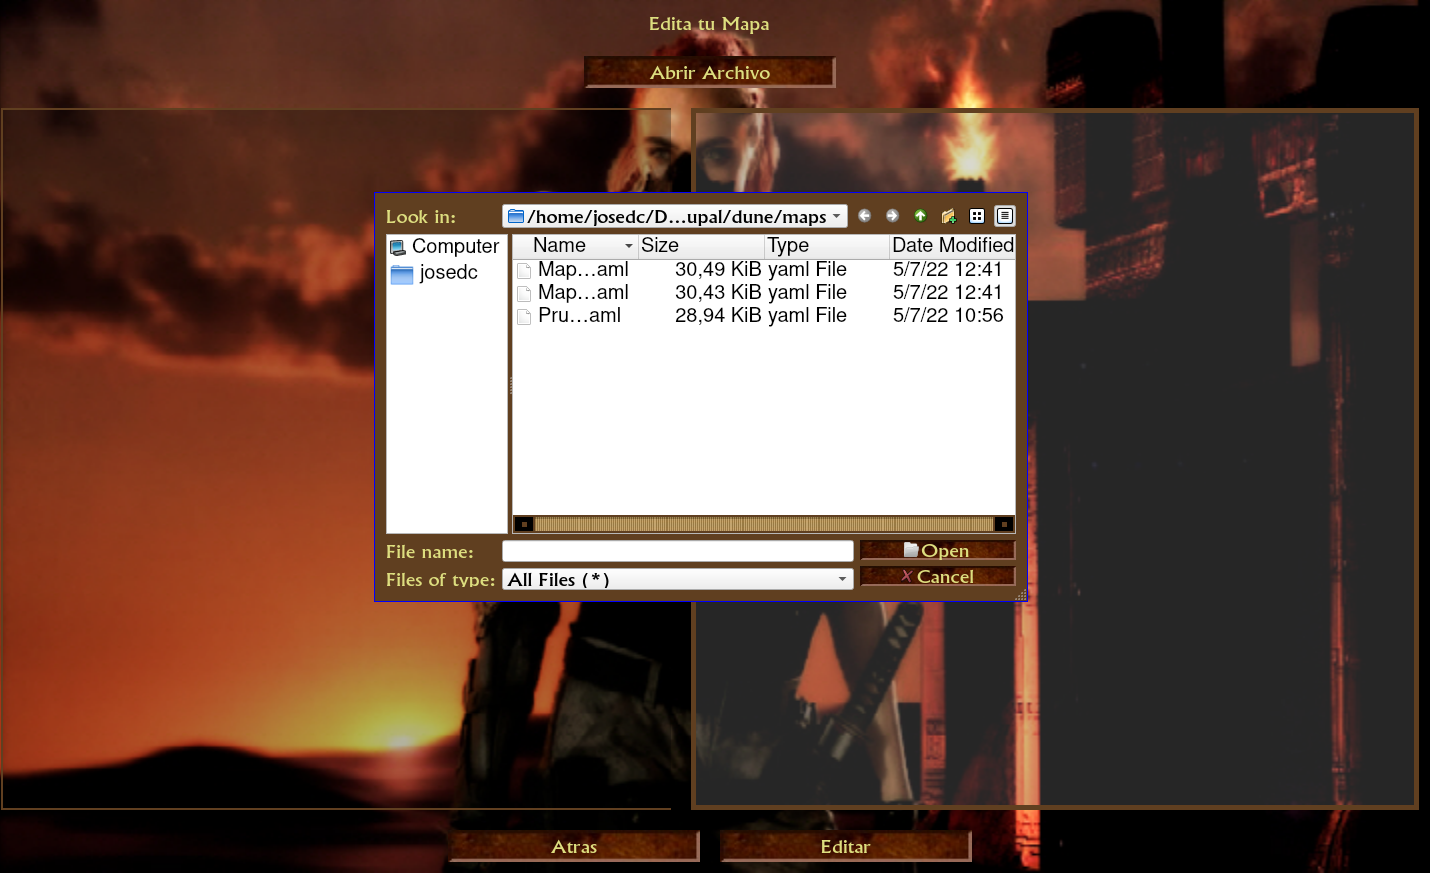 Edita tu Mapa
Abrir Archivo
Look in: /home/josedc/D...upal/dune/maps
Computer
josedc
Name Size Type Date Modified
Map...aml 30,49 KiB yaml File 5/7/22 12:41
Map...aml 30,43 KiB yaml File 5/7/22 12:41
Pru...aml 28,94 KiB yaml File 5/7/22 10:56
File name: Open
Files of type: All Files (*) Cancel
Atras Editar